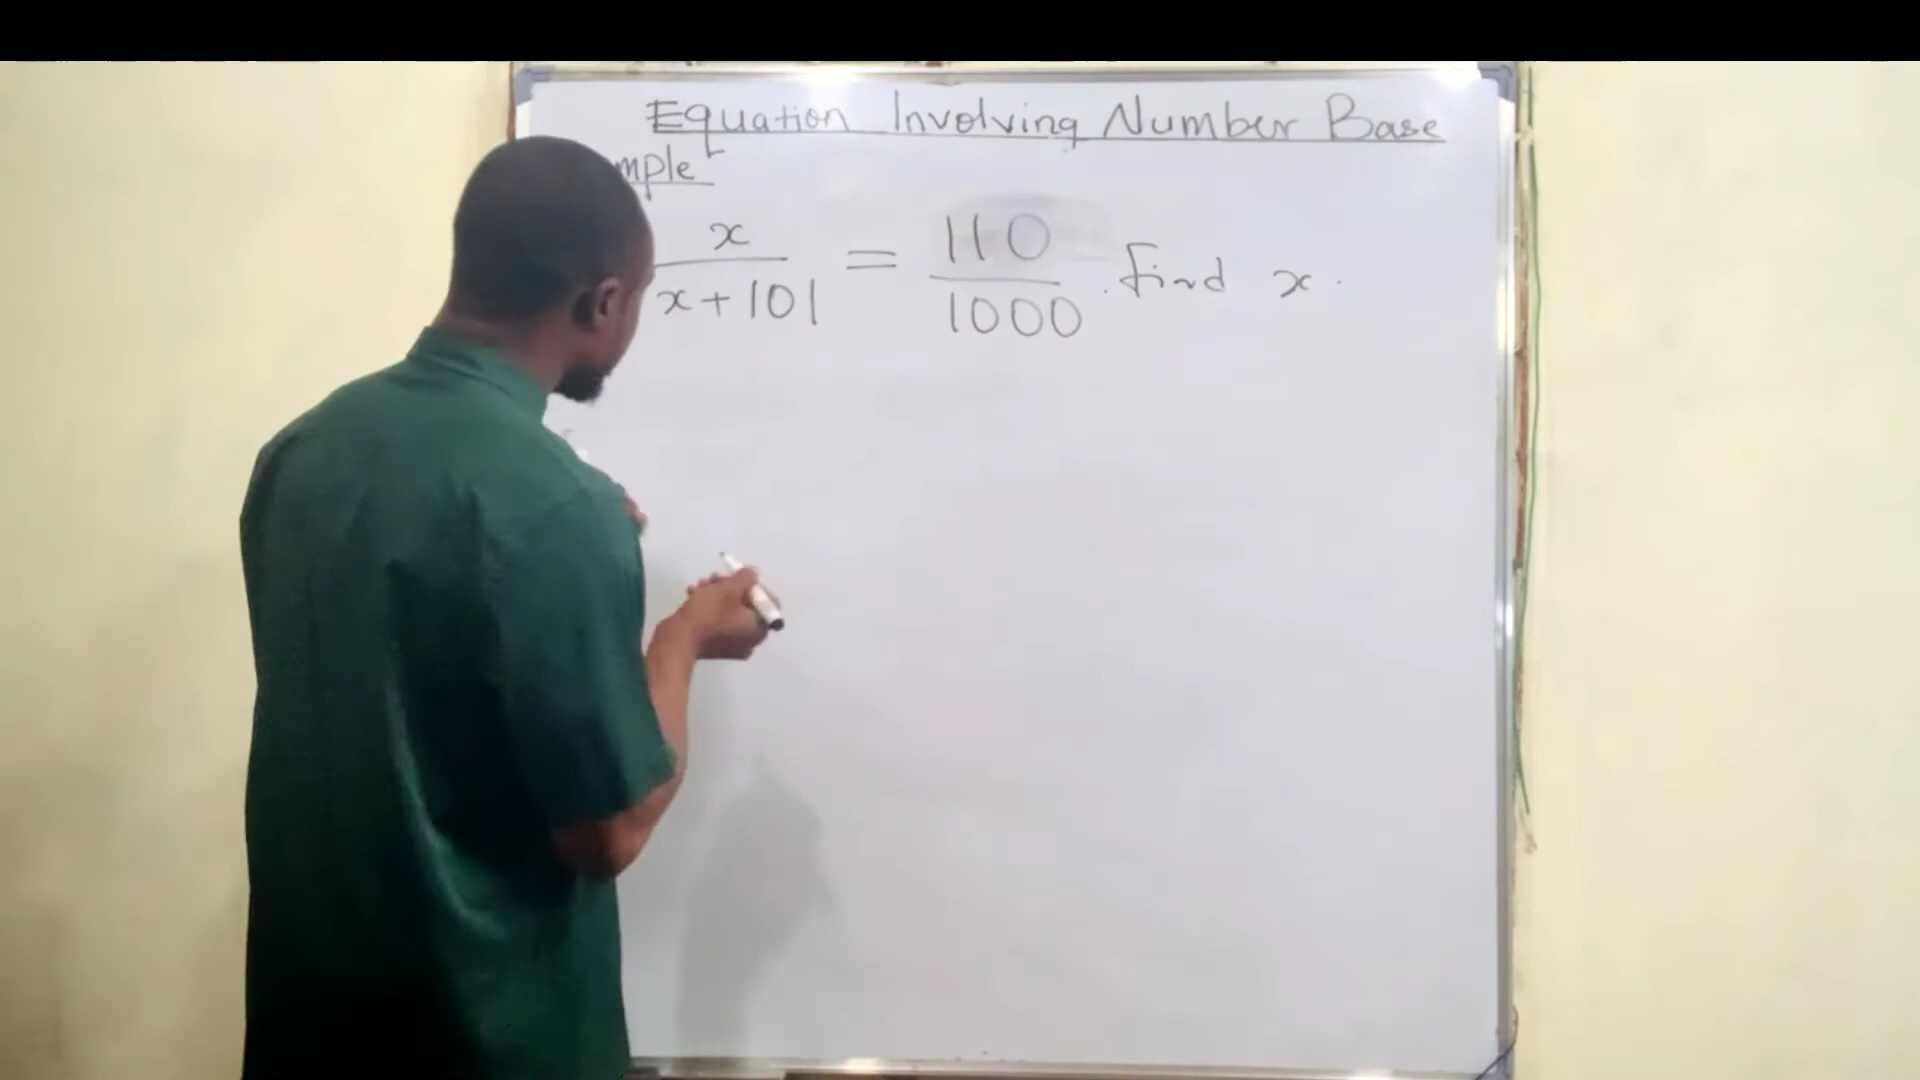 Equation Involving Number Base
mple
x / x+101 = 110 / 1000 . find x.